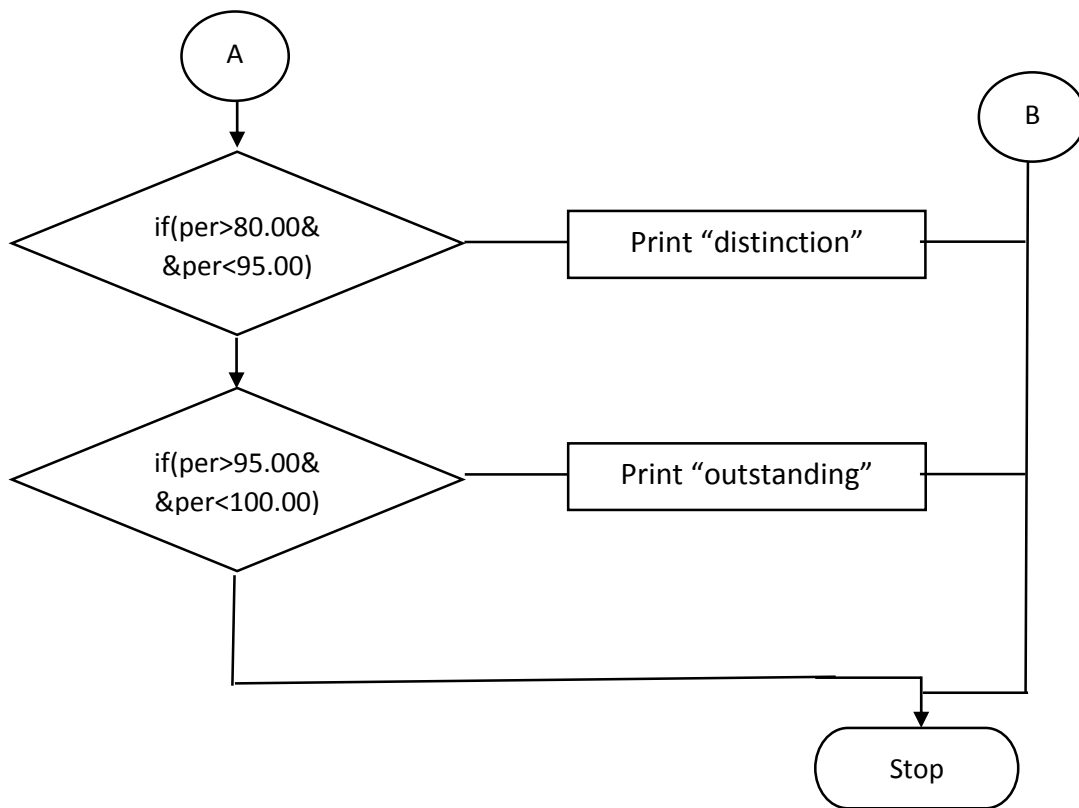 A
B
if(per>80.00&
&per<95.00)
Print “distinction”
if(per>95.00&
&per<100.00)
Print “outstanding”
Stop